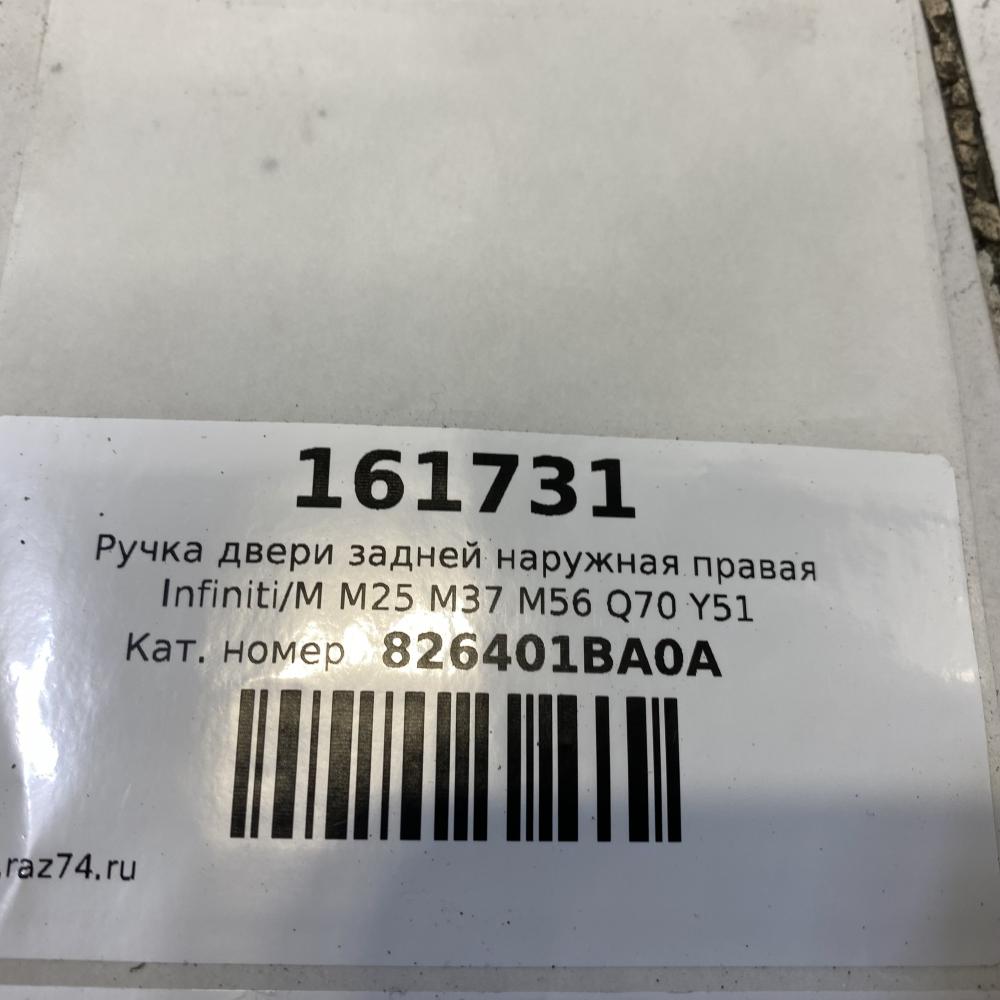 161731
Ручка двери задней наружная правая
Infiniti/M M25 M37 M56 Q70 Y51
Кат. номер 826401BA0A
.raz74.ru